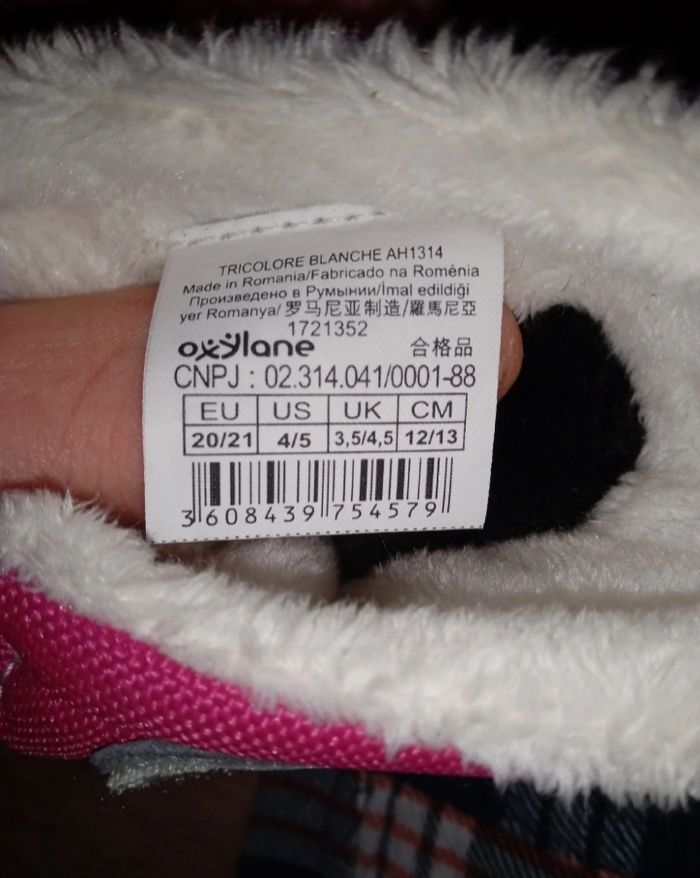 TRICOLORE BLANCHE AH1314
Made in Romania/Fabricado na Roménia
Произведено в Румынии/İmal edildiği
yer Romanya/ 罗马尼亚制造/羅馬尼亞
1721352
oxylane 合格品
CNPJ : 02.314.041/0001-88
EU US UK CM
20/21 4/5 3,5/4,5 12/13
3 608439 754579